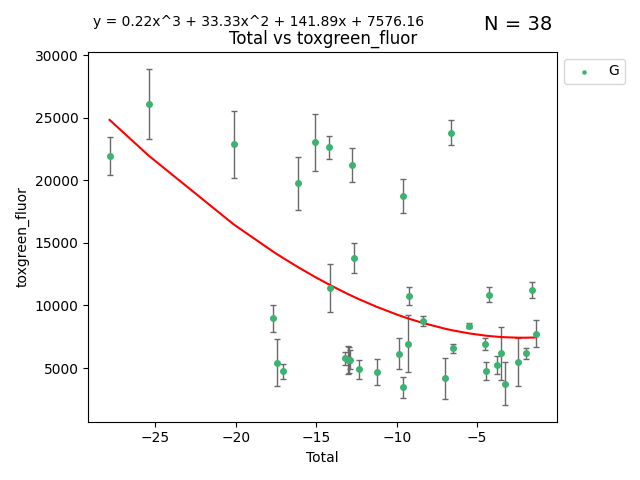 y = 0.22x^3 + 33.33x^2 + 141.89x + 7576.16
N = 38
Total vs toxgreen_fluor
G
30000
25000
20000
15000
10000
5000
toxgreen_fluor
−25
−20
−15
−10
−5
Total